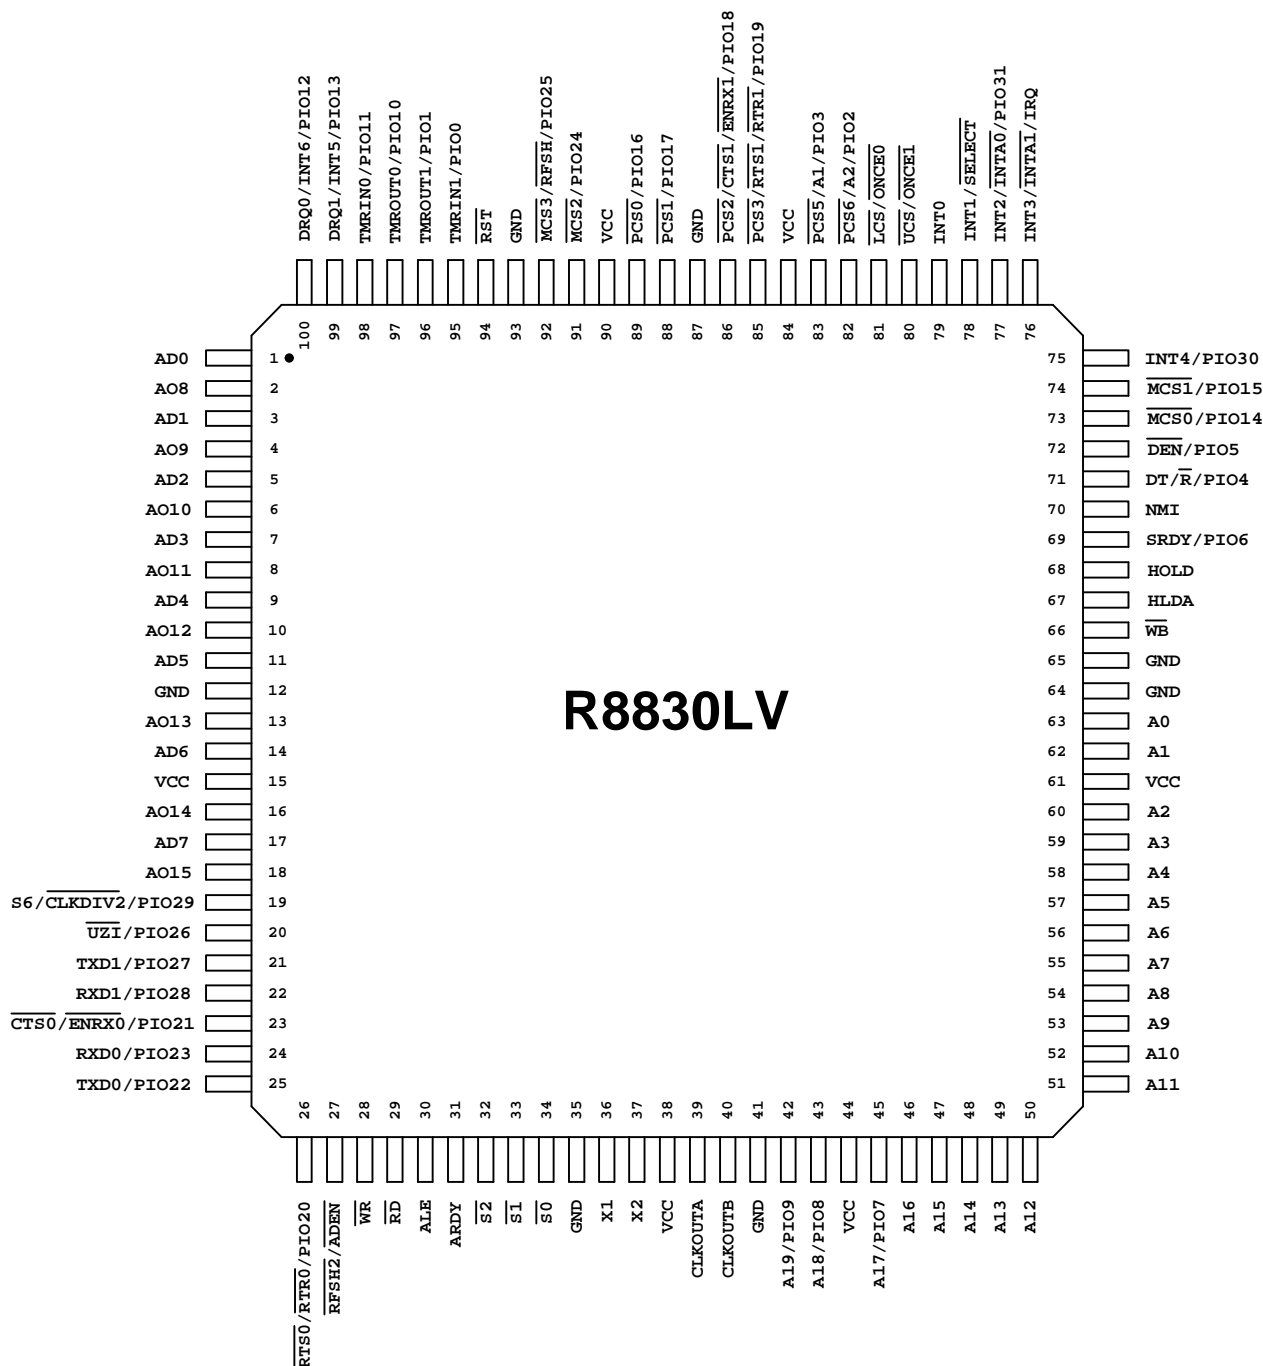 DRQ0/INT6/PIO12
DRQ1/INT5/PIO13
TMRIN0/PIO11
TMROUT0/PIO10
TMROUT1/PIO1
TMRIN1/PIO0
RST
GND
MCS3/RFSH/PIO25
MCS2/PIO24
VCC
PCS0/PIO16
PCS1/PIO17
GND
PCS2/CTS1/ENRX1/PIO18
PCS3/RTS1/RTR1/PIO19
VCC
PCS5/A1/PIO3
PCS6/A2/PIO2
LCS/ONCE0
UCS/ONCE1
INT0
INT1/SELECT
INT2/INTA0/PIO31
INT3/INTA1/IRQ
100
99
98
97
96
95
94
93
92
91
90
89
88
87
86
85
84
83
82
81
80
79
78
77
76
AD0 1
AO8 2
AD1 3
AO9 4
AD2 5
AO10 6
AD3 7
AO11 8
AD4 9
AO12 10
AD5 11
GND 12
AO13 13
AD6 14
VCC 15
AO14 16
AD7 17
AO15 18
S6/CLKDIV2/PIO29 19
UZI/PIO26 20
TXD1/PIO27 21
RXD1/PIO28 22
CTS0/ENRX0/PIO21 23
RXD0/PIO23 24
TXD0/PIO22 25
R8830LV
75 INT4/PIO30
74 MCS1/PIO15
73 MCS0/PIO14
72 DEN/PIO5
71 DT/R/PIO4
70 NMI
69 SRDY/PIO6
68 HOLD
67 HLDA
66 WB
65 GND
64 GND
63 A0
62 A1
61 VCC
60 A2
59 A3
58 A4
57 A5
56 A6
55 A7
54 A8
53 A9
52 A10
51 A11
26
27
28
29
30
31
32
33
34
35
36
37
38
39
40
41
42
43
44
45
46
47
48
49
50
RTS0/RTR0/PIO20
RFSH2/ADEN
WR
RD
ALE
ARDY
S2
S1
S0
GND
X1
X2
VCC
CLKOUTA
CLKOUTB
GND
A19/PIO9
A18/PIO8
VCC
A17/PIO7
A16
A15
A14
A13
A12